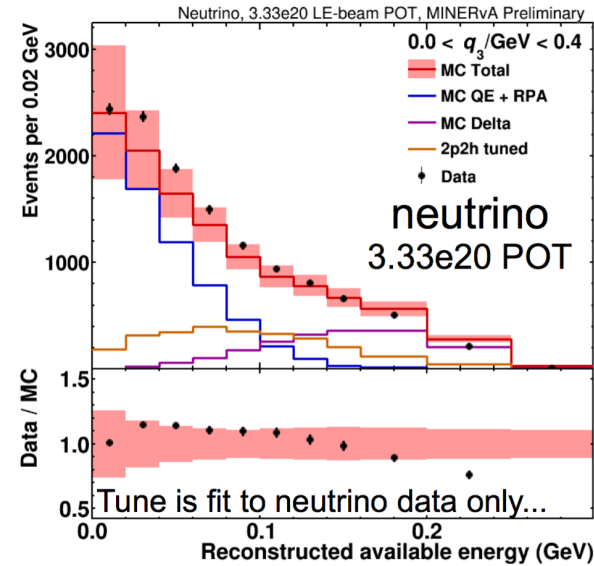 Neutrino, 3.33e20 LE-beam POT, MINERvA Preliminary
0.0 < q3/GeV < 0.4
MC Total
MC QE + RPA
MC Delta
2p2h tuned
Data
neutrino
3.33e20 POT
Events per 0.02 GeV
3000
2000
1000
Data / MC
1.5
1.0
0.5
Tune is fit to neutrino data only...
0.0 0.1 0.2
Reconstructed available energy (GeV)